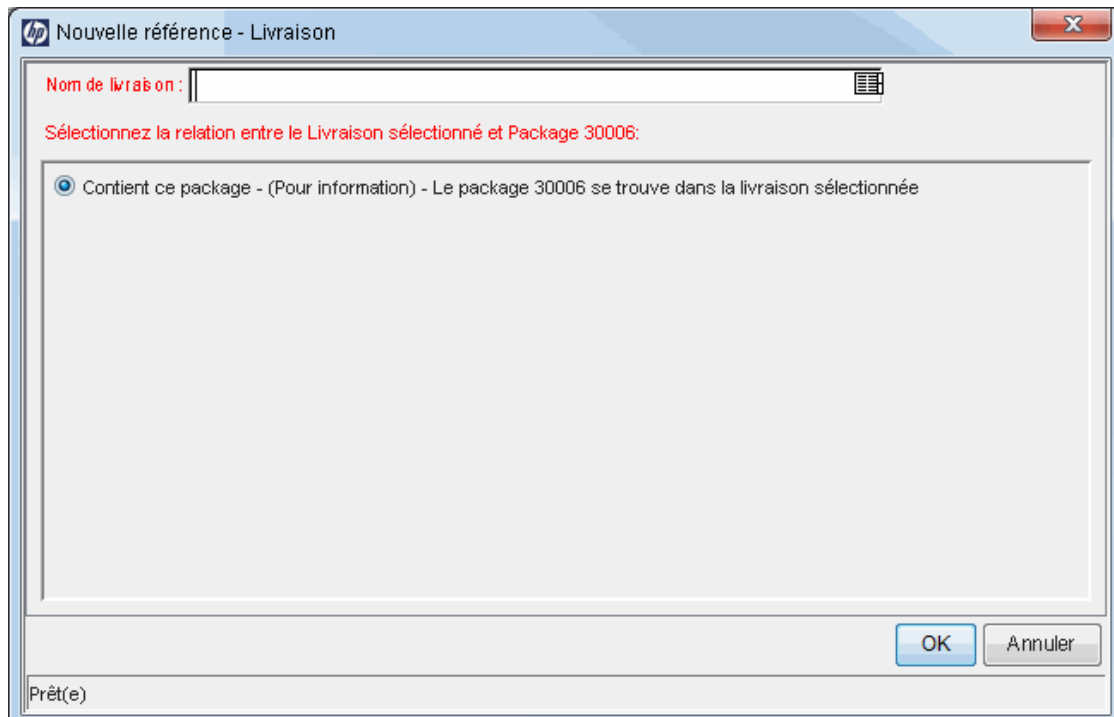 hp Nouvelle référence - Livraison
Nom de livraison :
Sélectionnez la relation entre le Livraison sélectionné et Package 30006:
Contient ce package - (Pour information) - Le package 30006 se trouve dans la livraison sélectionnée
OK Annuler
Prêt(e)